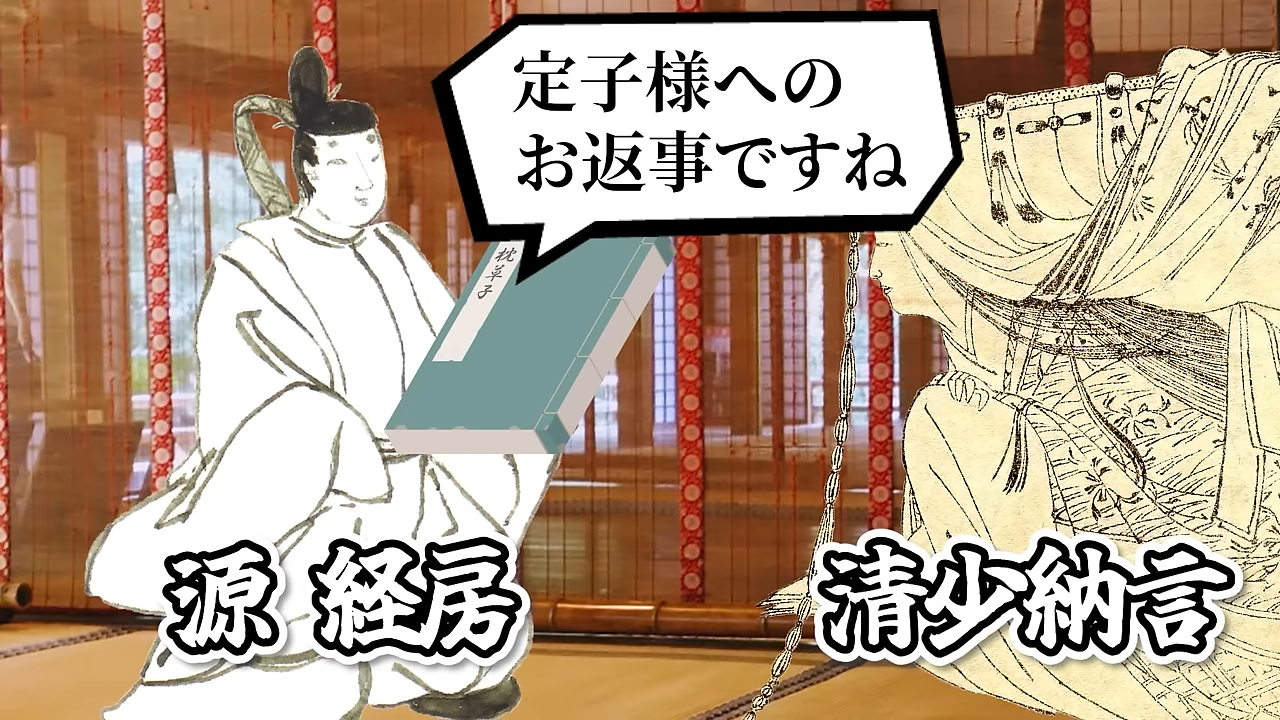 定子様への
お返事ですね
枕草子
源 経房
清少納言